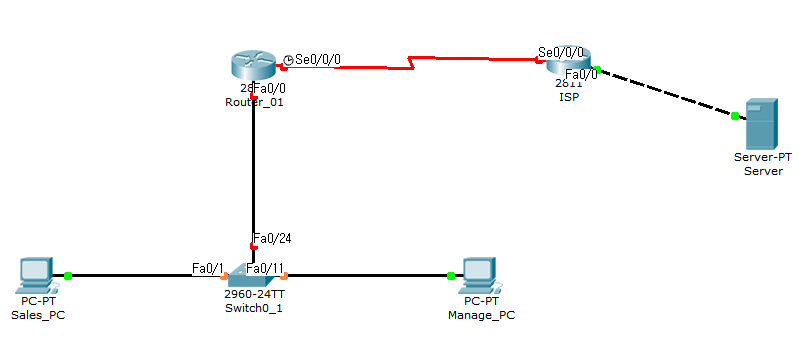 Se0/0/0
Se0/0/0
Fa0/0
Router_01
Fa0/0
2811
ISP
Server-PT
Server
Fa0/24
Fa0/1
Fa0/11
PC-PT
Sales_PC
2960-24TT
Switch0_1
PC-PT
Manage_PC